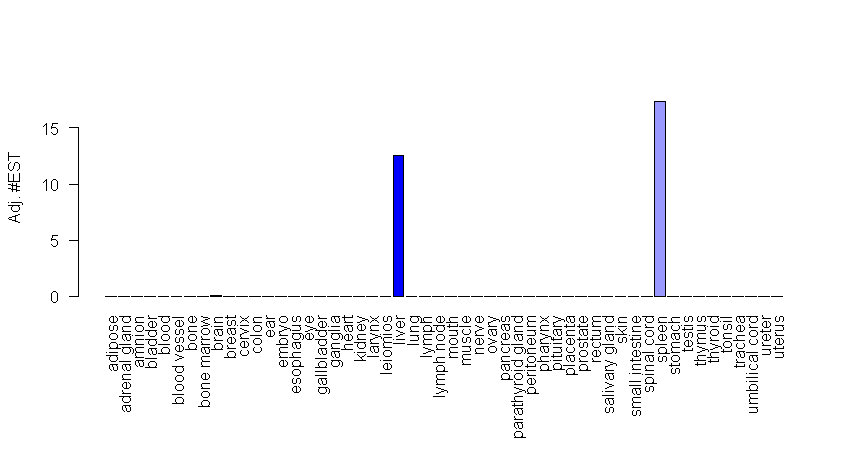 Adj. #EST
15
10
5
0
adipose
adrenal gland
amnion
bladder
blood
blood vessel
bone
bone marrow
brain
breast
cervix
colon
ear
embryo
esophagus
eye
gallbladder
ganglia
heart
kidney
larynx
leiomios
liver
lung
lymph
lymph node
mouth
muscle
nerve
ovary
pancreas
parathyroid gland
peritoneum
pharynx
pituitary
placenta
prostate
rectum
salivary gland
skin
small intestine
spinal cord
spleen
stomach
testis
thymus
thyroid
tonsil
trachea
umbilical cord
ureter
uterus